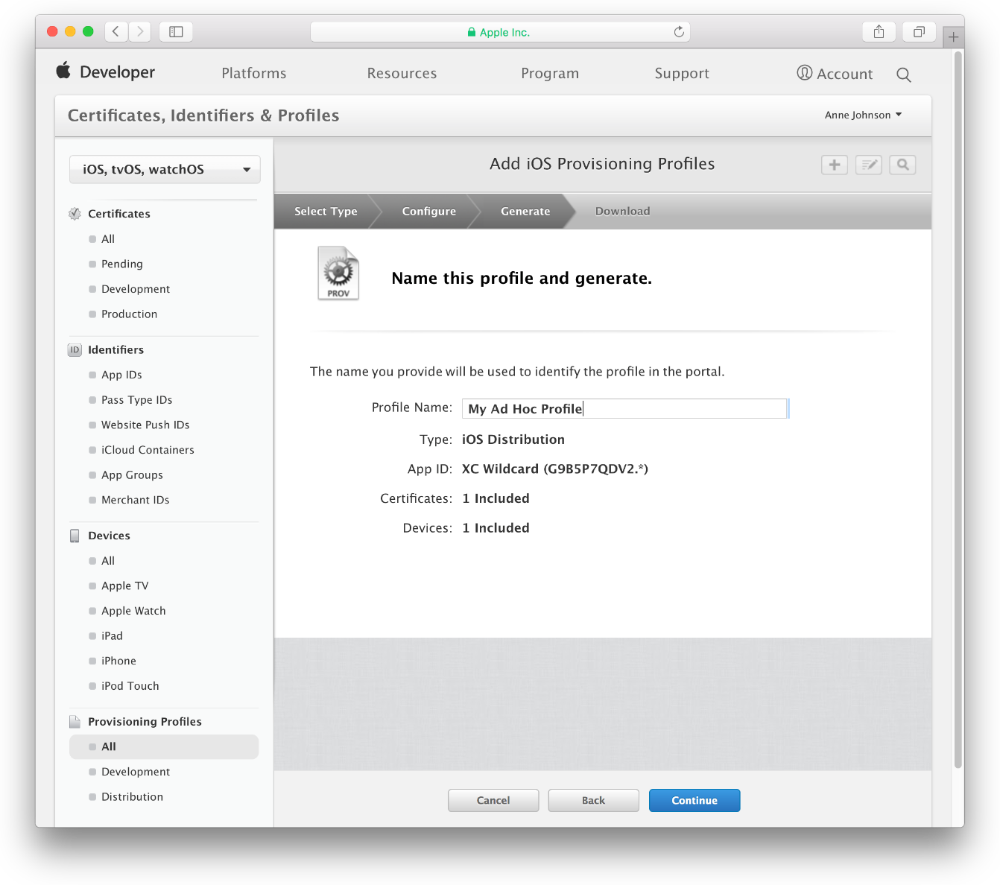 Apple Inc.
Developer
Platforms
Resources
Program
Support
Account
Certificates, Identifiers & Profiles
Anne Johnson
iOS, tvOS, watchOS
Certificates
All
Pending
Development
Production
ID Identifiers
App IDs
Pass Type IDs
Website Push IDs
iCloud Containers
App Groups
Merchant IDs
Devices
All
Apple TV
Apple Watch
iPad
iPhone
iPod Touch
Provisioning Profiles
All
Development
Distribution
Add iOS Provisioning Profiles
Select Type
Configure
Generate
Download
PROV
Name this profile and generate.
The name you provide will be used to identify the profile in the portal.
Profile Name: My Ad Hoc Profile
Type: iOS Distribution
App ID: XC Wildcard (G9B5P7QDV2.*)
Certificates: 1 Included
Devices: 1 Included
Cancel
Back
Continue